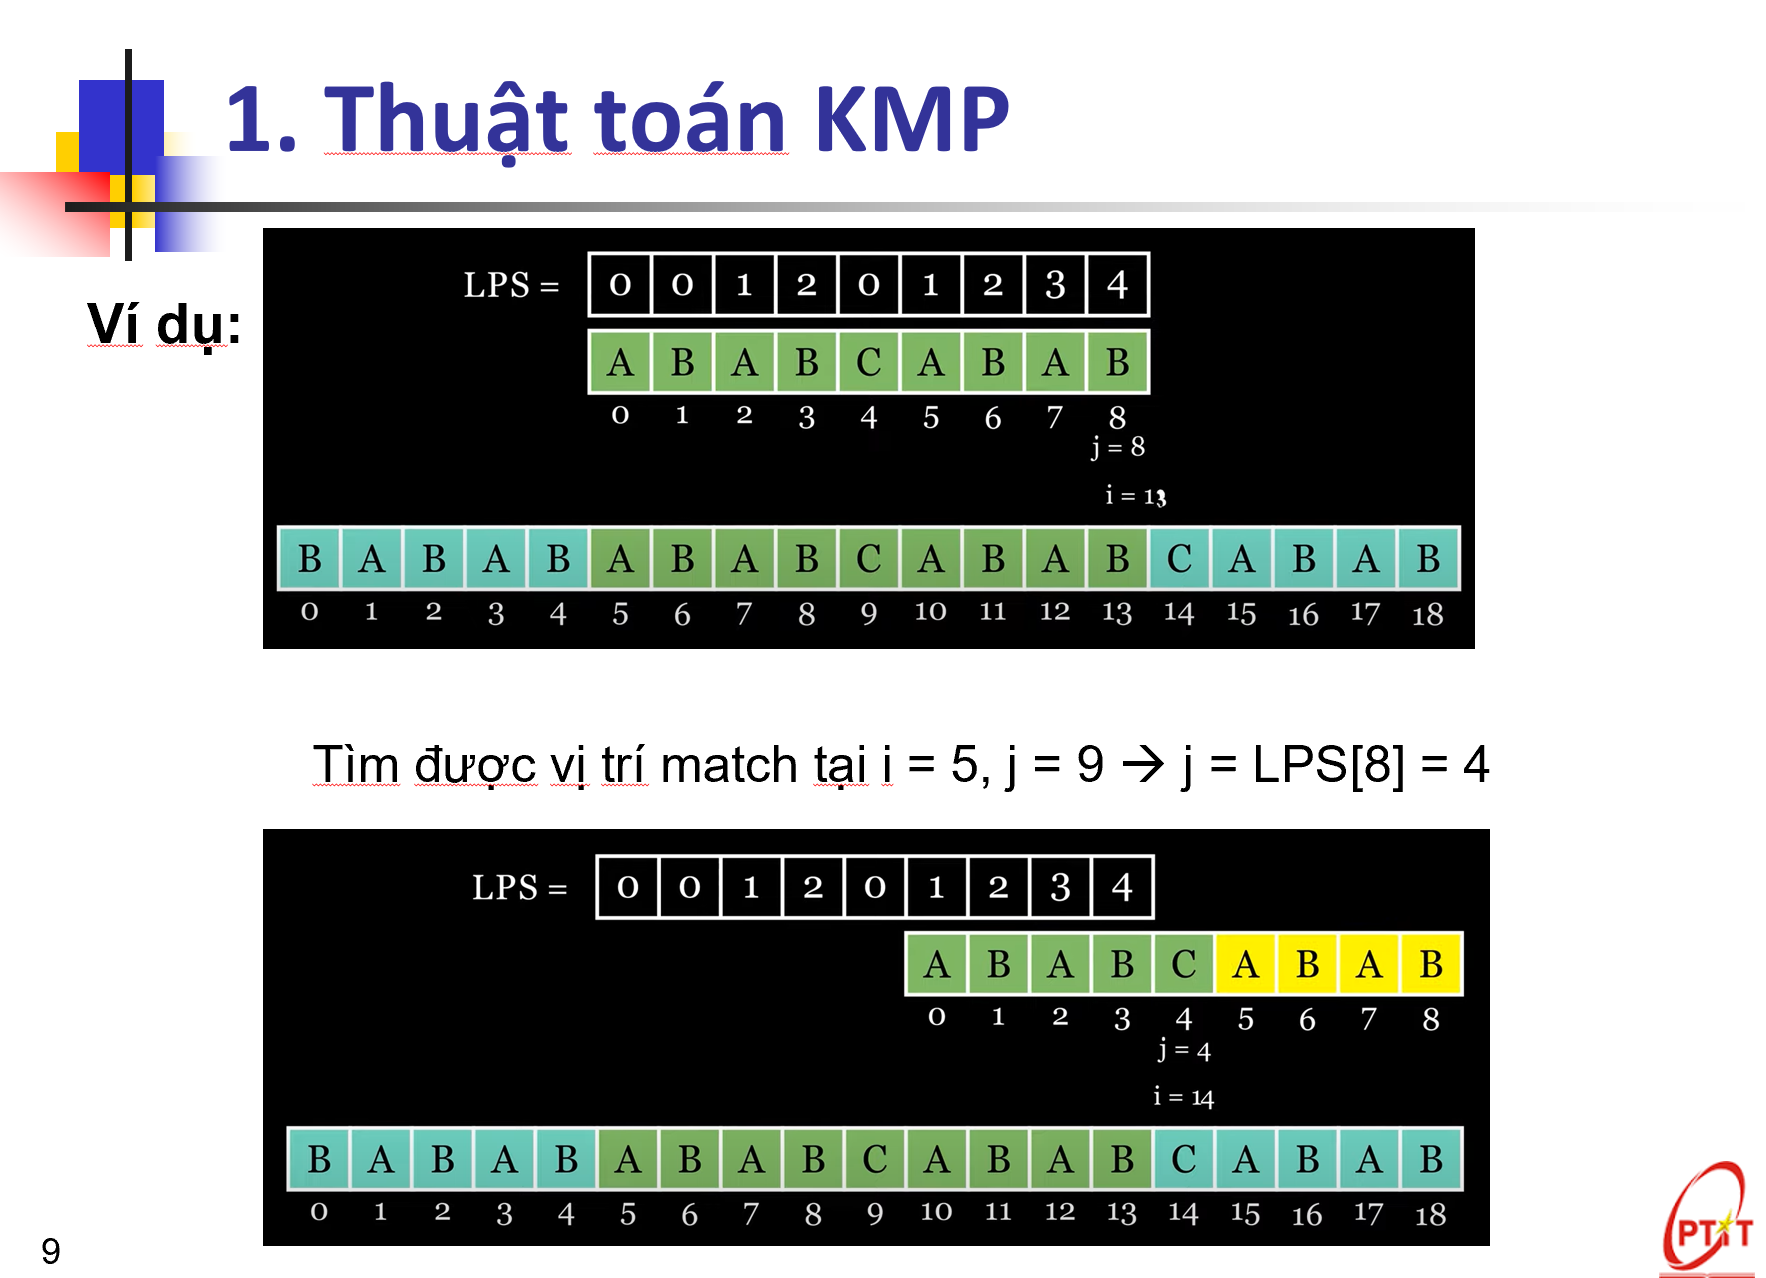 1. Thuật toán KMP
Ví dụ:
LPS = 0 0 1 2 0 1 2 3 4
A B A B C A B A B
0 1 2 3 4 5 6 7 8
j = 8
i = 13
B A B A B A B A B C A B A B C A B A B
0 1 2 3 4 5 6 7 8 9 10 11 12 13 14 15 16 17 18
Tìm được vị trí match tại i = 5, j = 9 → j = LPS[8] = 4
LPS = 0 0 1 2 0 1 2 3 4
A B A B C A B A B
0 1 2 3 4 5 6 7 8
j = 4
i = 14
B A B A B A B A B C A B A B C A B A B
0 1 2 3 4 5 6 7 8 9 10 11 12 13 14 15 16 17 18
9
PTIT